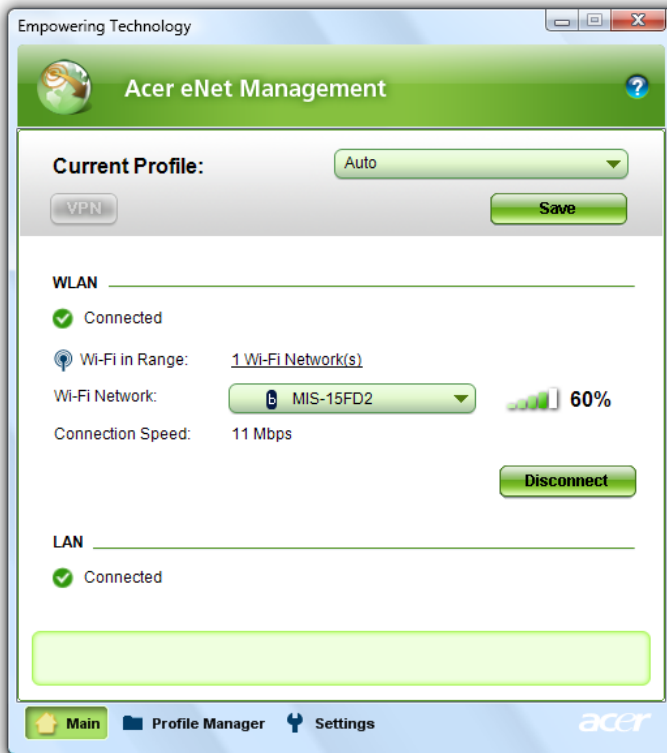 Empowering Technology
Acer eNet Management
?
Current Profile:
Auto
VPN
Save
WLAN
Connected
Wi-Fi in Range:
1 Wi-Fi Network(s)
Wi-Fi Network:
b
MIS-15FD2
60%
Connection Speed:
11 Mbps
Disconnect
LAN
Connected
Main
Profile Manager
Settings
acer